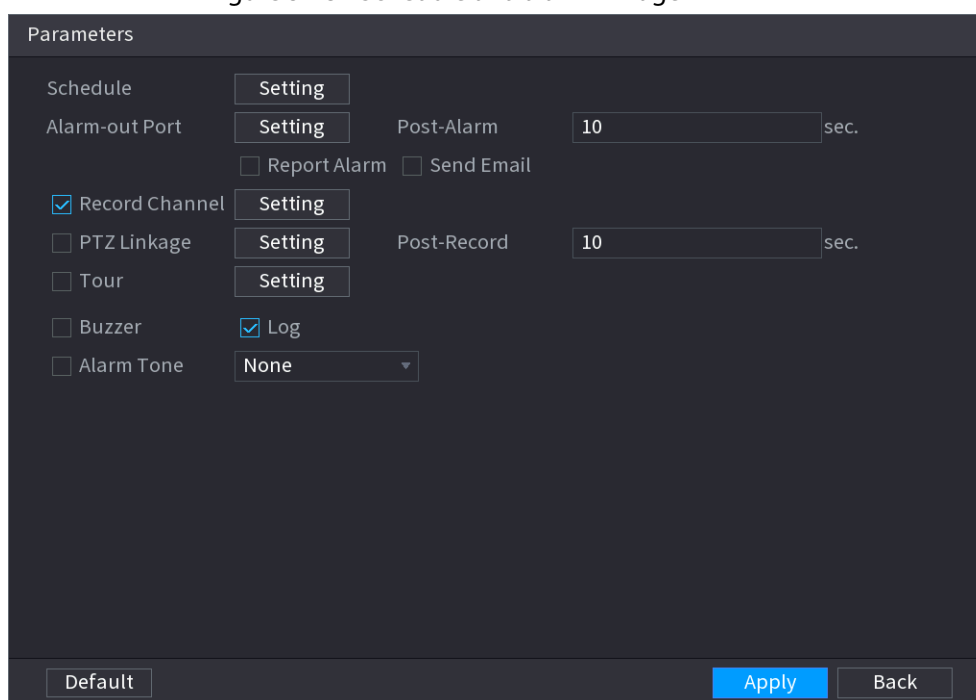 Parameters
Schedule Setting
Alarm-out Port Setting Post-Alarm 10 sec.
Report Alarm Send Email
Record Channel Setting
PTZ Linkage Setting Post-Record 10 sec.
Tour Setting
Buzzer Log
Alarm Tone None
Default Apply Back